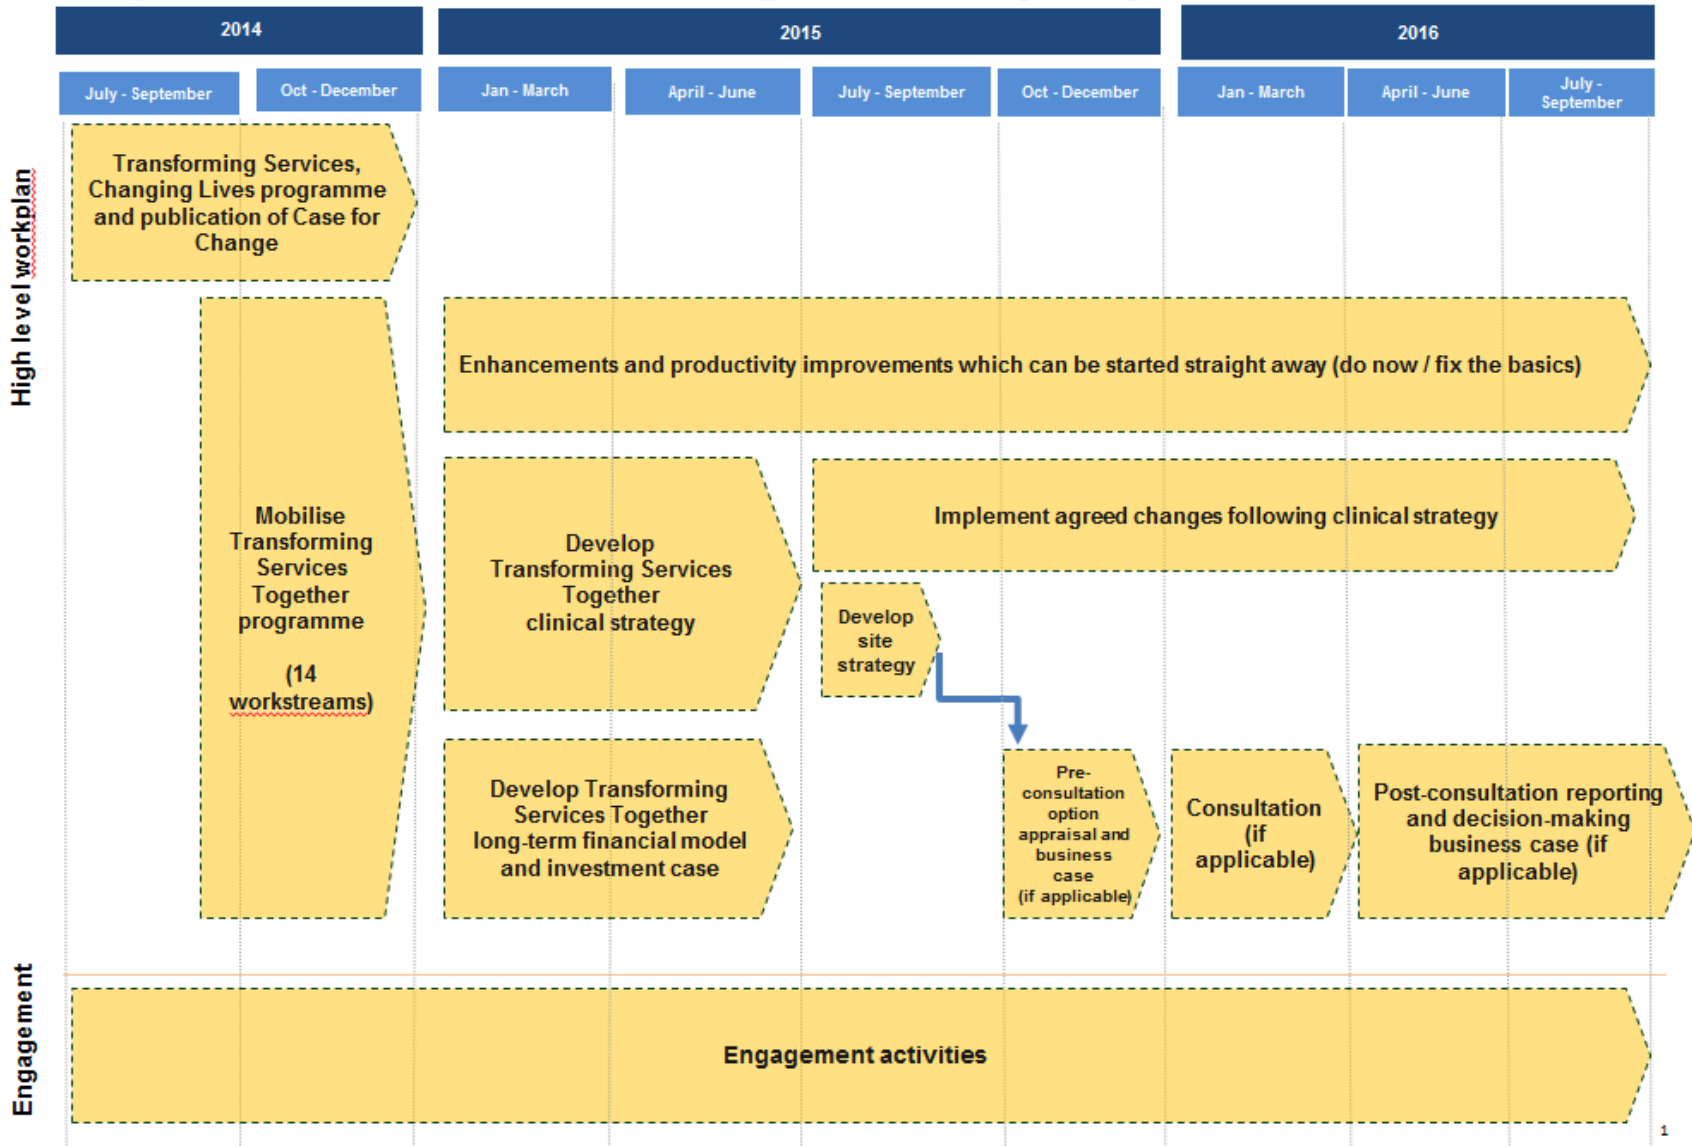 2014
2015
2016
July - September
Oct - December
Jan - March
April - June
July - September
Oct - December
Jan - March
April - June
July -
September
High level workplan
Transforming Services,
Changing Lives programme
and publication of Case for
Change
Enhancements and productivity improvements which can be started straight away (do now / fix the basics)
Mobilise
Transforming
Services
Together
programme
(14
workstreams)
Develop
Transforming Services
Together
clinical strategy
Implement agreed changes following clinical strategy
Develop
site
strategy
Develop Transforming
Services Together
long-term financial model
and investment case
Pre-
consultation
option
appraisal and
business
case
(if applicable)
Consultation
(if
applicable)
Post-consultation reporting
and decision-making
business case (if
applicable)
Engagement
Engagement activities
1